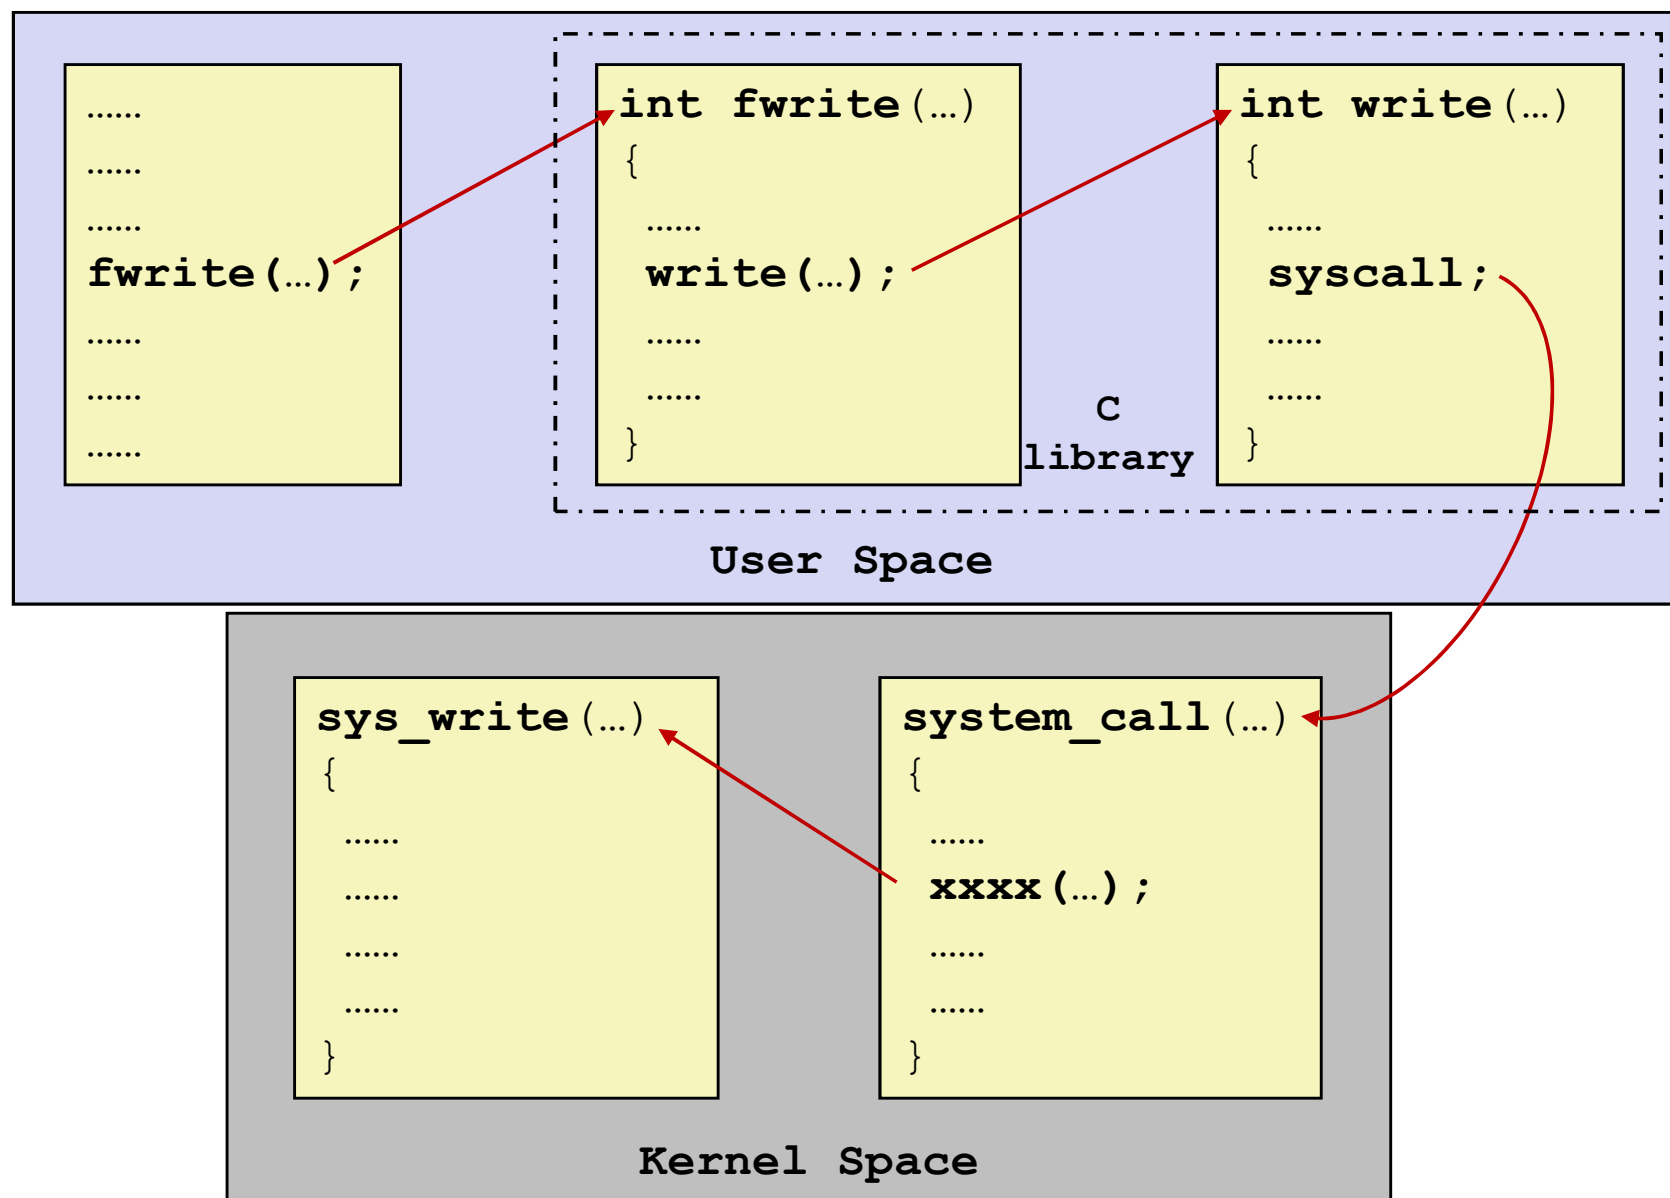 ……
……
……
fwrite(…);
……
……
……
int fwrite(…)
{
……
write(…);
……
……
}
C
library
int write(…)
{
……
syscall;
……
……
}
User Space
sys_write(…)
{
……
……
……
……
}
system_call(…)
{
……
xxxx(…);
……
……
}
Kernel Space